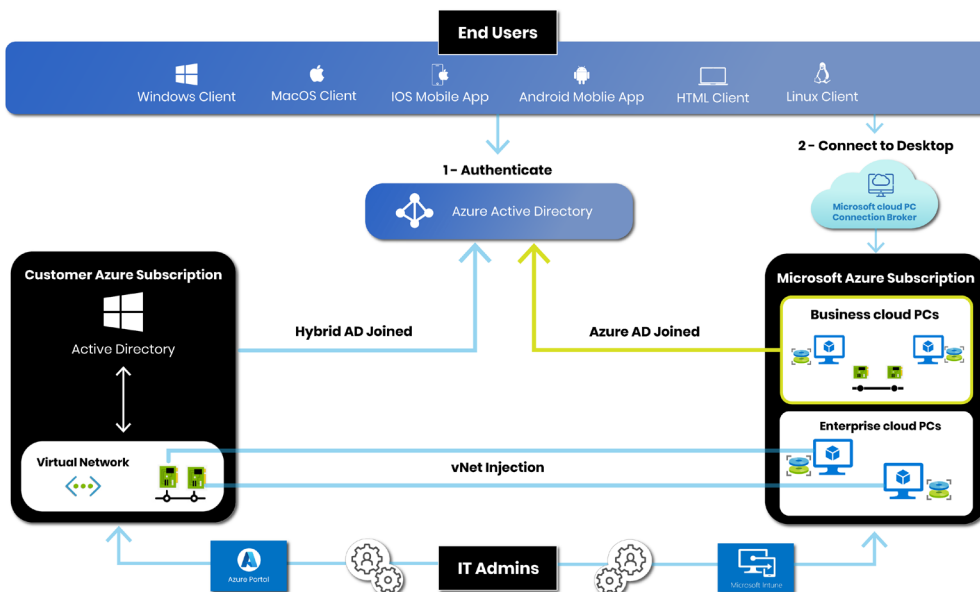 End Users
Windows Client
MacOS Client
IOS Mobile App
Android Moblie App
HTML Client
Linux Client
1 - Authenticate
2 - Connect to Desktop
Azure Active Directory
Microsoft cloud PC
Connection Broker
Customer Azure Subscription
Active Directory
Hybrid AD Joined
Azure AD Joined
Microsoft Azure Subscription
Business cloud PCs
Enterprise cloud PCs
Virtual Network
vNet Injection
Azure Portal
IT Admins
Microsoft Intune